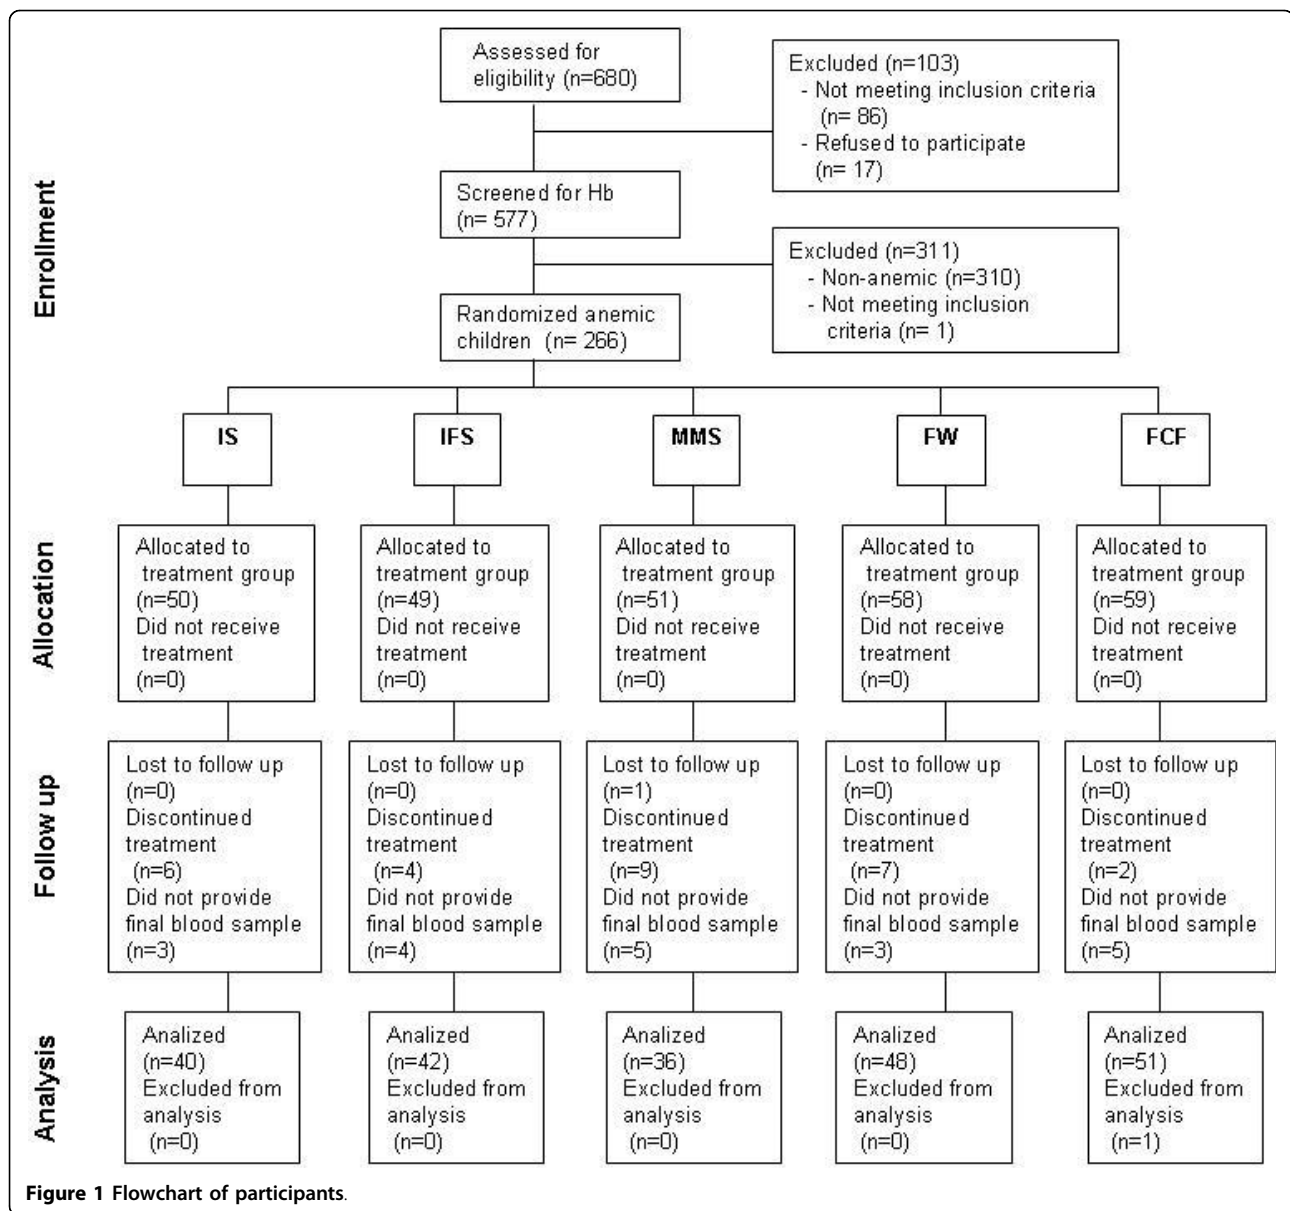 Assessed for
eligibility (n=680)
Excluded (n=103)
- Not meeting inclusion criteria
(n= 86)
- Refused to participate
(n= 17)
Enrollment
Screened for Hb
(n= 577)
Excluded (n=311)
- Non-anemic (n=310)
- Not meeting inclusion
criteria (n= 1)
Randomized anemic
children (n= 266)
IS
IFS
MMS
FW
FCF
Allocation
Allocated to
treatment group
(n=50)
Did not receive
treatment
(n=0)
Allocated to
treatment group
(n=49)
Did not receive
treatment
(n=0)
Allocated to
treatment group
(n=51)
Did not receive
treatment
(n=0)
Allocated to
treatment group
(n=58)
Did not receive
treatment
(n=0)
Allocated to
treatment group
(n=59)
Did not receive
treatment
(n=0)
Follow up
Lost to follow up
(n=0)
Discontinued
treatment
(n=6)
Did not provide
final blood sample
(n=3)
Lost to follow up
(n=0)
Discontinued
treatment
(n=4)
Did not provide
final blood sample
(n=4)
Lost to follow up
(n=1)
Discontinued
treatment
(n=9)
Did not provide
final blood sample
(n=5)
Lost to follow up
(n=0)
Discontinued
treatment
(n=7)
Did not provide
final blood sample
(n=3)
Lost to follow up
(n=0)
Discontinued
treatment
(n=2)
Did not provide
final blood sample
(n=5)
Analysis
Analized
(n=40)
Excluded from
analysis
(n=0)
Analized
(n=42)
Excluded from
analysis
(n=0)
Analized
(n=36)
Excluded from
analysis
(n=0)
Analized
(n=48)
Excluded from
analysis
(n=0)
Analized
(n=51)
Excluded from
analysis
(n=1)
Figure 1 Flowchart of participants.